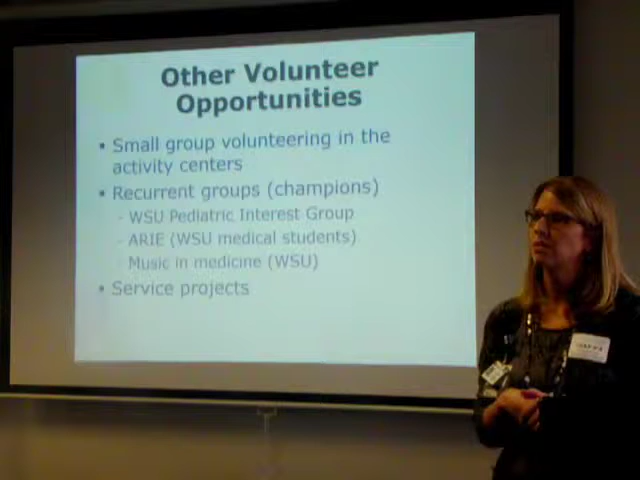 Other Volunteer
Opportunities
▪ Small group volunteering in the
activity centers
▪ Recurrent groups (champions)
- WSU Pediatric Interest Group
- ARIE (WSU medical students)
- Music in medicine (WSU)
▪ Service projects